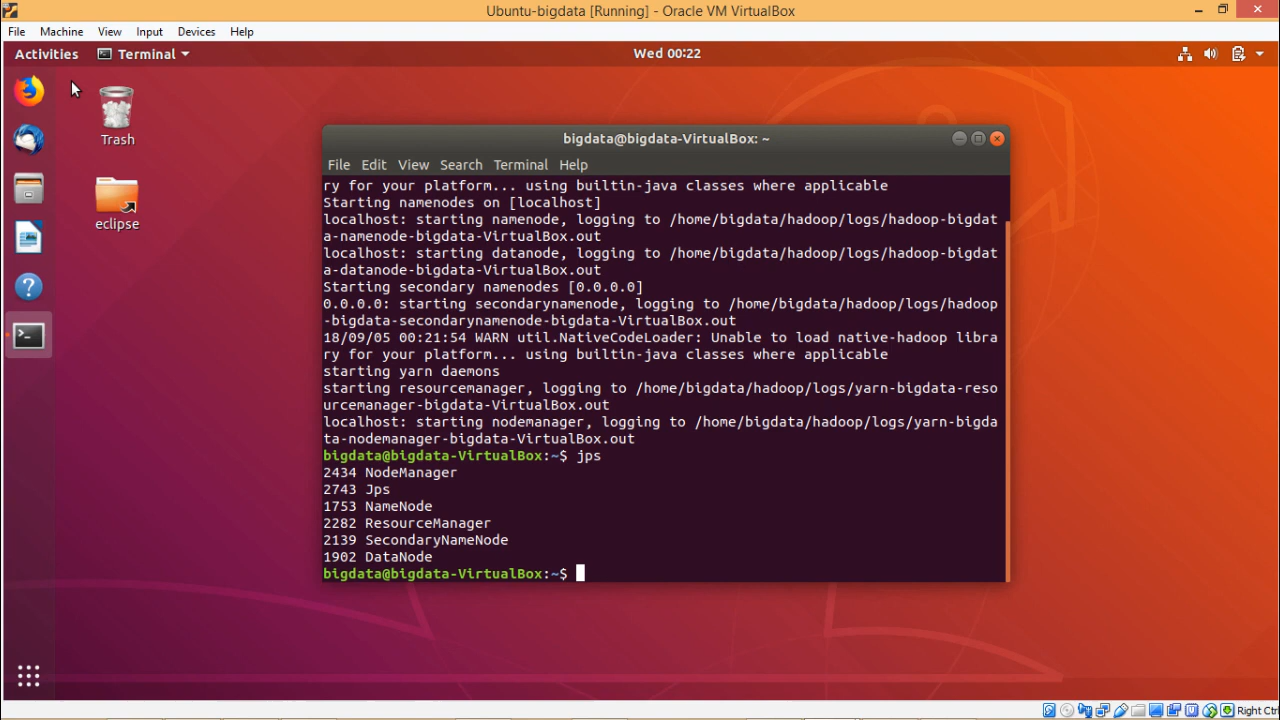 Ubuntu-bigdata [Running] - Oracle VM VirtualBox
File Machine View Input Devices Help
Activities Terminal Wed 00:22
Trash
eclipse
bigdata@bigdata-VirtualBox: ~
File Edit View Search Terminal Help
ry for your platform... using builtin-java classes where applicable
Starting namenodes on [localhost]
localhost: starting namenode, logging to /home/bigdata/hadoop/logs/hadoop-bigdat
a-namenode-bigdata-VirtualBox.out
localhost: starting datanode, logging to /home/bigdata/hadoop/logs/hadoop-bigdat
a-datanode-bigdata-VirtualBox.out
Starting secondary namenodes [0.0.0.0]
0.0.0.0: starting secondarynamenode, logging to /home/bigdata/hadoop/logs/hadoop
-bigdata-secondarynamenode-bigdata-VirtualBox.out
18/09/05 00:21:54 WARN util.NativeCodeLoader: Unable to load native-hadoop libra
ry for your platform... using builtin-java classes where applicable
starting yarn daemons
starting resourcemanager, logging to /home/bigdata/hadoop/logs/yarn-bigdata-reso
urcemanager-bigdata-VirtualBox.out
localhost: starting nodemanager, logging to /home/bigdata/hadoop/logs/yarn-bigda
ta-nodemanager-bigdata-VirtualBox.out
bigdata@bigdata-VirtualBox:~$ jps
2434 NodeManager
2743 Jps
1753 NameNode
2282 ResourceManager
2139 SecondaryNameNode
1902 DataNode
bigdata@bigdata-VirtualBox:~$
Right Ctrl